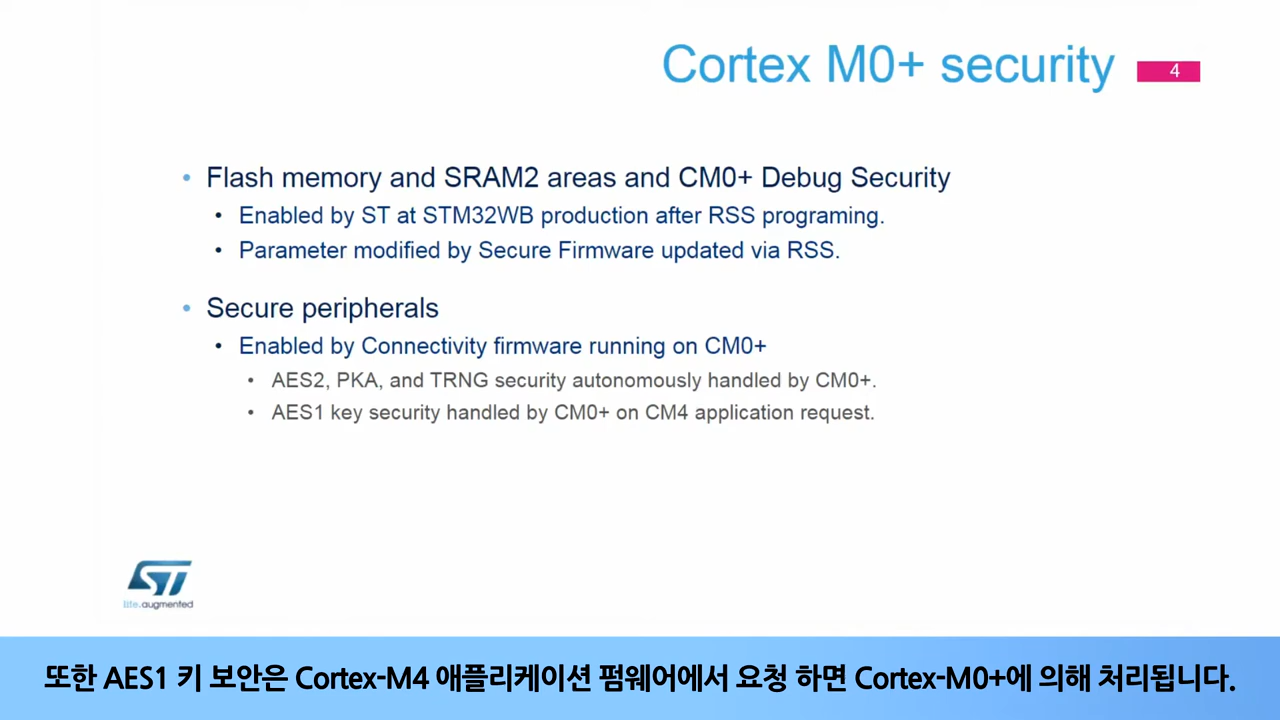 Cortex M0+ security
4
• Flash memory and SRAM2 areas and CM0+ Debug Security
• Enabled by ST at STM32WB production after RSS programing.
• Parameter modified by Secure Firmware updated via RSS.
• Secure peripherals
• Enabled by Connectivity firmware running on CM0+
• AES2, PKA, and TRNG security autonomously handled by CM0+.
• AES1 key security handled by CM0+ on CM4 application request.
ST
life.augmented
또한 AES1 키 보안은 Cortex-M4 애플리케이션 펌웨어에서 요청 하면 Cortex-M0+에 의해 처리됩니다.